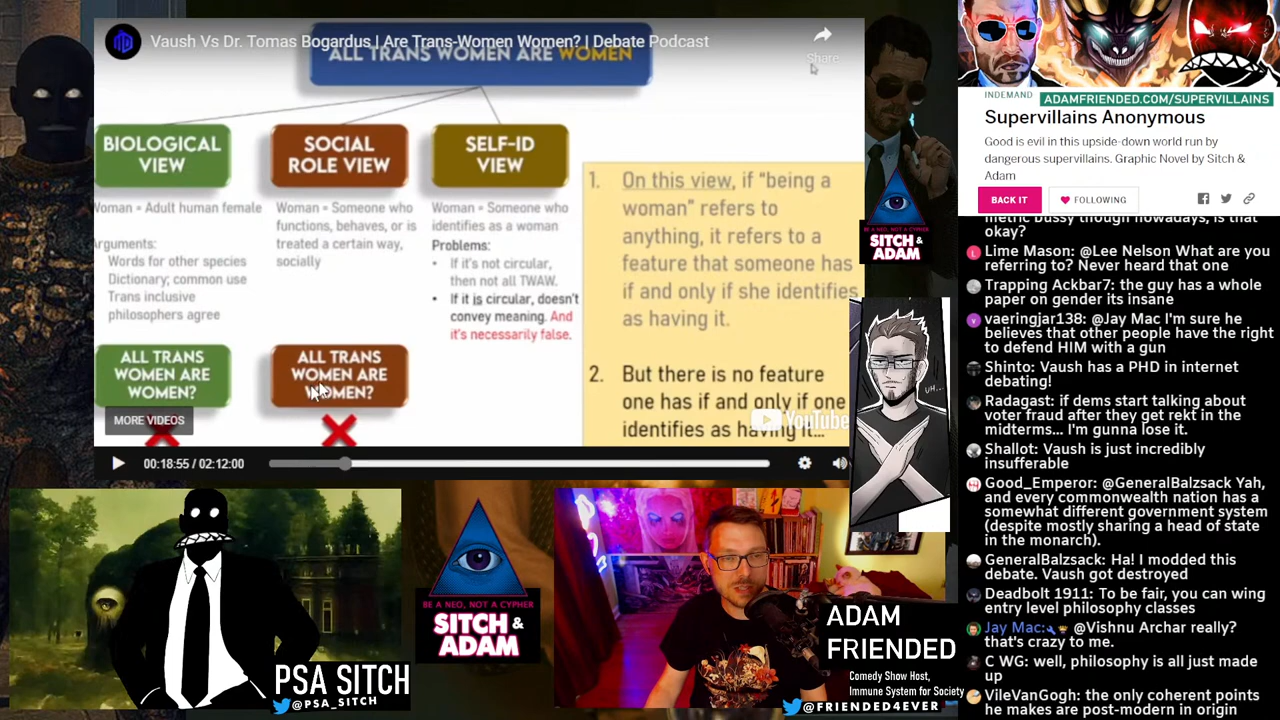 Vaush Vs Dr. Tomas Bogardus | Are Trans-Women Women? | Debate Podcast
Share
ALL TRANS WOMEN ARE WOMEN
BIOLOGICAL
VIEW
Woman = Adult human female
Arguments:
Words for other species
Dictionary; common use
Trans inclusive
philosophers agree
ALL TRANS
WOMEN ARE
WOMEN?
SOCIAL
ROLE VIEW
Woman = Someone who
functions, behaves, or is
treated a certain way,
socially
ALL TRANS
WOMEN ARE
WOMEN?
SELF-ID
VIEW
Woman = Someone who
identifies as a woman
Problems:
• If it's not circular,
then not all TWAW.
• If it is circular, doesn't
convey meaning. And
it's necessarily false.
1. On this view, if "being a
woman" refers to
anything, it refers to a
feature that someone has
if and only if she identifies
as having it.
2. But there is no feature
one has if and only if one
identifies as having it...
MORE VIDEOS
YouTube
00:18:55 / 02:12:00
BE A NEO, NOT A CYPHER
SITCH &
ADAM
UH...
PSA SITCH
@PSA_SITCH
BE A NEO, NOT A CYPHER
SITCH &
ADAM
ADAM
FRIENDED
Comedy Show Host,
Immune System for Society
@FRIENDED4EVER
INDEMAND
ADAMFRIENDED.COM/SUPERVILLAINS
Supervillains Anonymous
Good is evil in this upside-down world run by
dangerous supervillains. Graphic Novel by Sitch &
Adam
BACK IT
FOLLOWING
metric bussy though nowadays, is that
okay?
Lime Mason: @Lee Nelson What are you
referring to? Never heard that one
Trapping Ackbar7: the guy has a whole
paper on gender its insane
vaeringjar138: @Jay Mac I'm sure he
believes that other people have the right
to defend HIM with a gun
Shinto: Vaush has a PHD in internet
debating!
Radagast: if dems start talking about
voter fraud after they get rekt in the
midterms... I'm gunna lose it.
Shallot: Vaush is just incredibly
insufferable
Good_Emperor: @GeneralBalzsack Yah,
and every commonwealth nation has a
somewhat different government system
(despite mostly sharing a head of state
in the monarch).
GeneralBalzsack: Ha! I modded this
debate. Vaush got destroyed
Deadbolt 1911: To be fair, you can wing
entry level philosophy classes
Jay Mac: @Vishnu Archar really?
that's crazy to me.
C WG: well, philosophy is all just made
up
VileVanGogh: the only coherent points
he makes are post-modern in origin